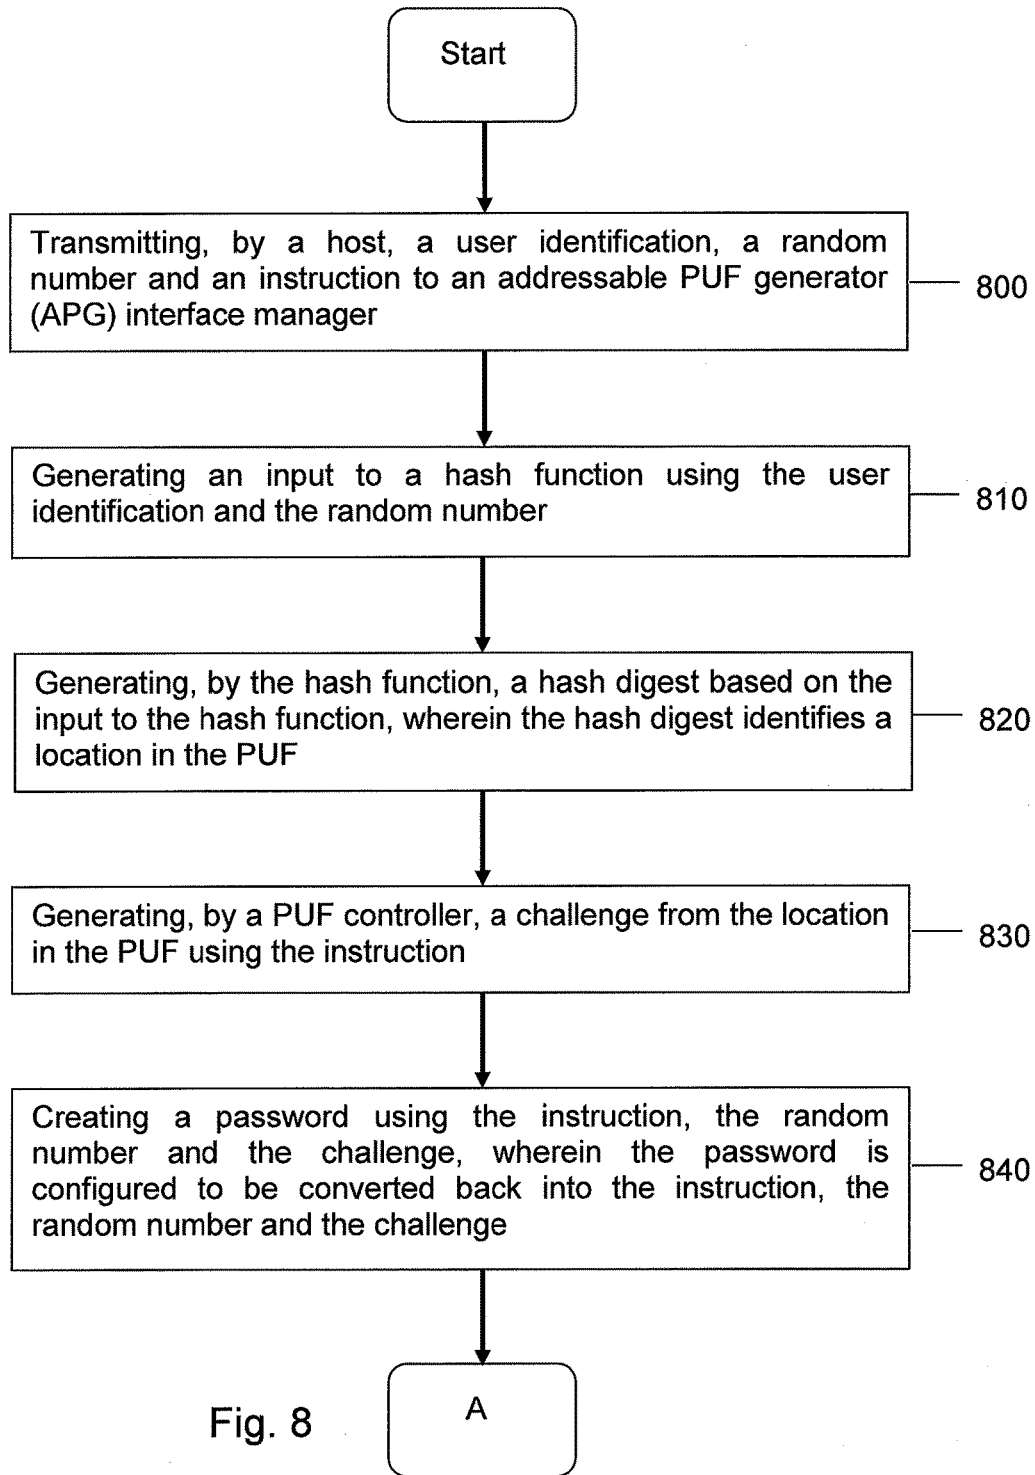 Start
Transmitting, by a host, a user identification, a random
number and an instruction to an addressable PUF generator
(APG) interface manager
800
Generating an input to a hash function using the user
identification and the random number
810
Generating, by the hash function, a hash digest based on the
input to the hash function, wherein the hash digest identifies a
location in the PUF
820
Generating, by a PUF controller, a challenge from the location
in the PUF using the instruction
830
Creating a password using the instruction, the random
number and the challenge, wherein the password is
configured to be converted back into the instruction, the
random number and the challenge
840
A
Fig. 8